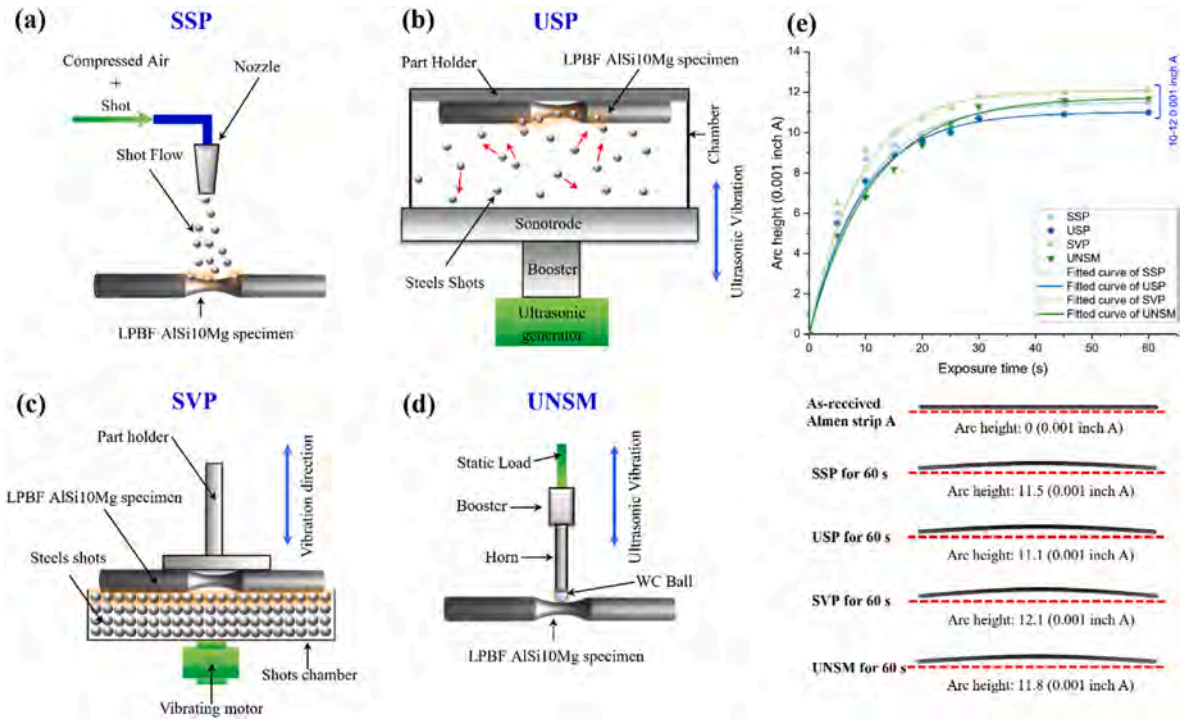 (a)
SSP
Compressed Air
+
Shot
Nozzle
Shot Flow
LPBF AlSi10Mg specimen
(b)
USP
Part Holder
LPBF AlSi10Mg specimen
Chamber
Ultrasonic Vibration
Sonotrode
Steels Shots
Booster
Ultrasonic
generator
(c)
SVP
Part holder
LPBF AlSi10Mg specimen
Vibration direction
Steels shots
Shots chamber
Vibrating motor
(d)
UNSM
Static Load
Booster
Ultrasonic Vibration
Horn
WC Ball
LPBF AlSi10Mg specimen
(e)
Arc height (0.001 inch A)
14
12
10
8
6
4
2
0
0 10 20 30 40 50 60
Exposure time (s)
10-12 0.001 inch A
SSP
USP
SVP
UNSM
Fitted curve of SSP
Fitted curve of USP
Fitted curve of SVP
Fitted curve of UNSM
As-received
Almen strip A
Arc height: 0 (0.001 inch A)
SSP for 60 s
Arc height: 11.5 (0.001 inch A)
USP for 60 s
Arc height: 11.1 (0.001 inch A)
SVP for 60 s
Arc height: 12.1 (0.001 inch A)
UNSM for 60 s
Arc height: 11.8 (0.001 inch A)